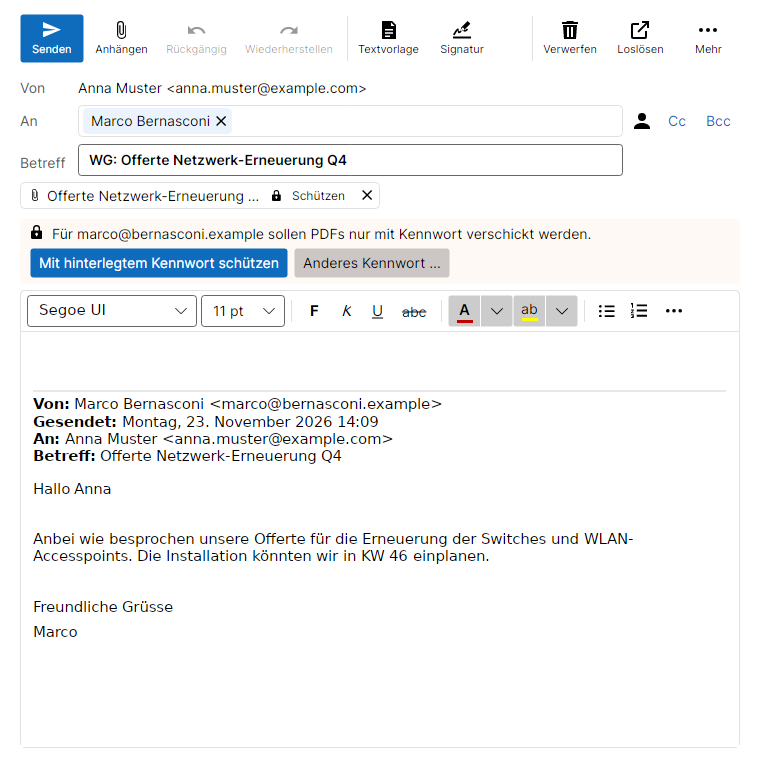 Senden
Anhängen
Rückgängig
Wiederherstellen
Textvorlage
Signatur
Verwerfen
Loslösen
Mehr
Von Anna Muster <anna.muster@example.com>
An Marco Bernasconi Cc Bcc
Betreff WG: Offerte Netzwerk-Erneuerung Q4
Offerte Netzwerk-Erneuerung ... Schützen
Für marco@bernasconi.example sollen PDFs nur mit Kennwort verschickt werden.
Mit hinterlegtem Kennwort schützen Anderes Kennwort ...
Segoe UI 11 pt F K U abc A ab
Von: Marco Bernasconi <marco@bernasconi.example>
Gesendet: Montag, 23. November 2026 14:09
An: Anna Muster <anna.muster@example.com>
Betreff: Offerte Netzwerk-Erneuerung Q4
Hallo Anna
Anbei wie besprochen unsere Offerte für die Erneuerung der Switches und WLAN-
Accesspoints. Die Installation könnten wir in KW 46 einplanen.
Freundliche Grüsse
Marco